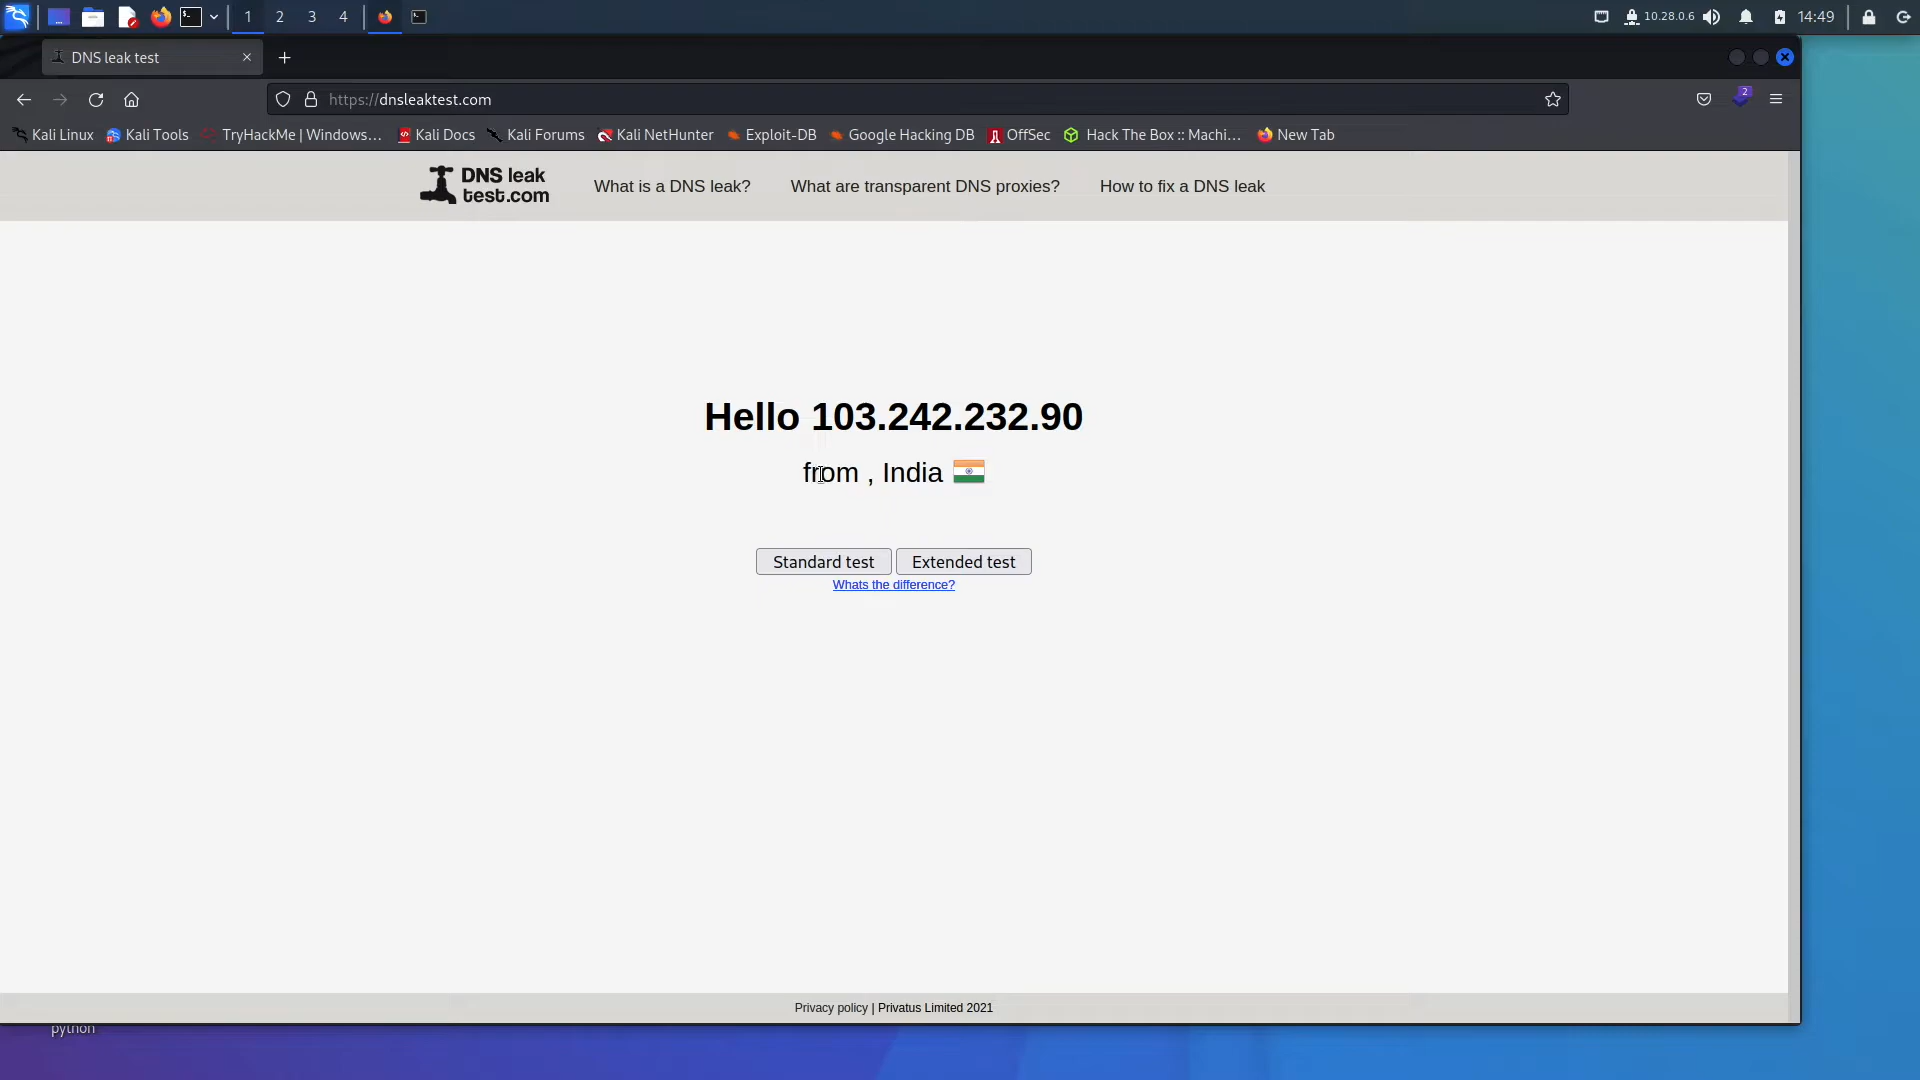 1 2 3 4 10.28.0.6 14:49
DNS leak test
https://dnsleaktest.com
2
Kali Linux Kali Tools TryHackMe | Windows... Kali Docs Kali Forums Kali NetHunter Exploit-DB Google Hacking DB OffSec Hack The Box :: Machi... New Tab
DNS leak
test.com
What is a DNS leak? What are transparent DNS proxies? How to fix a DNS leak
Hello 103.242.232.90
from , India
Standard test Extended test
Whats the difference?
Privacy policy | Privatus Limited 2021
python